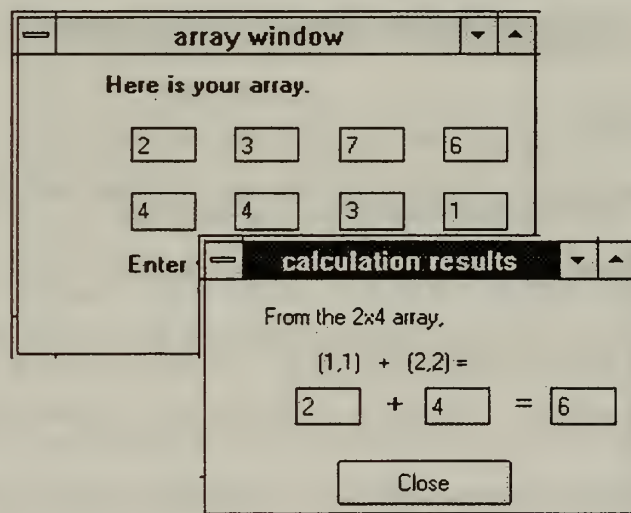 array window
Here is your array.
2 3 7 6
4 4 3 1
Enter
calculation results
From the 2x4 array,
(1,1) + (2,2) =
2 + 4 = 6
Close